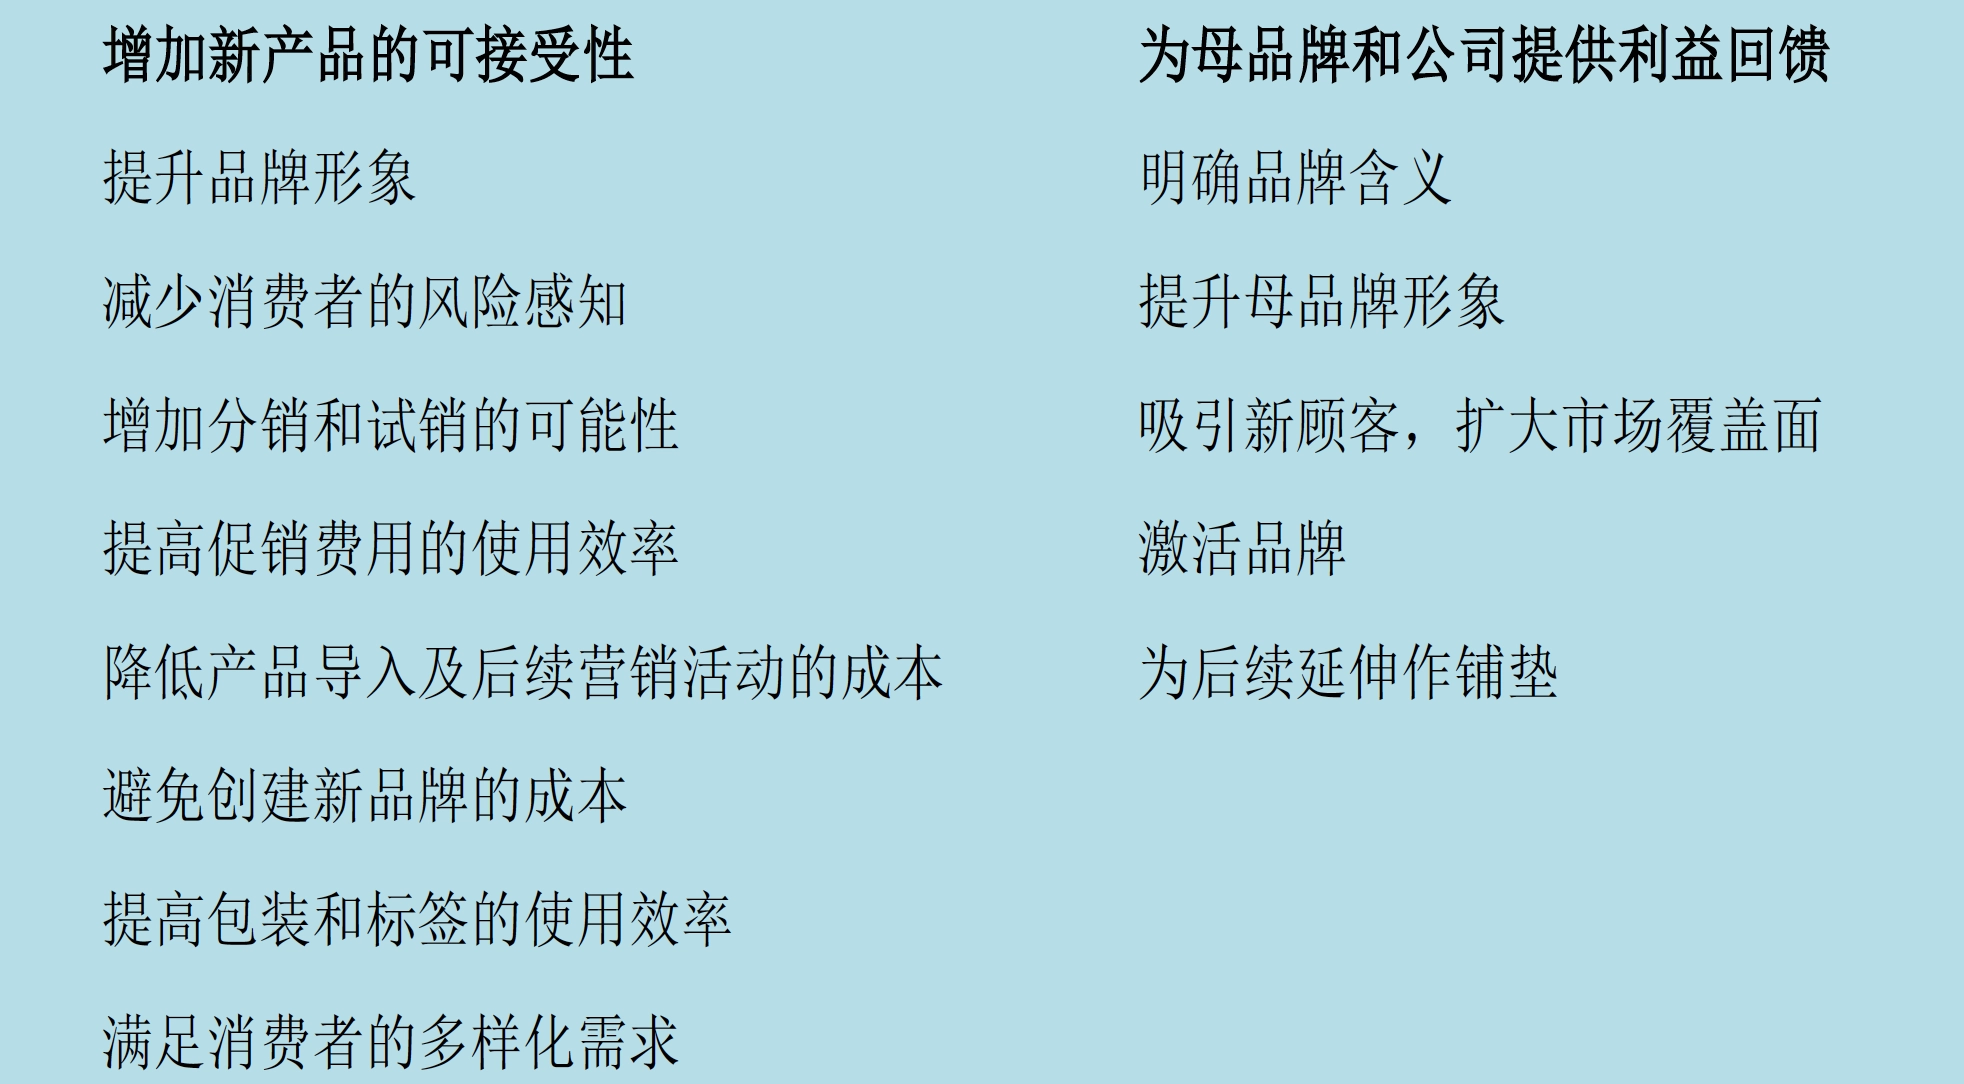 增加新产品的可接受性
提升品牌形象
减少消费者的风险感知
增加分销和试销的可能性
提高促销费用的使用效率
降低产品导入及后续营销活动的成本
避免创建新品牌的成本
提高包装和标签的使用效率
满足消费者的多样化需求
为母品牌和公司提供利益回馈
明确品牌含义
提升母品牌形象
吸引新顾客，扩大市场覆盖面
激活品牌
为后续延伸作铺垫